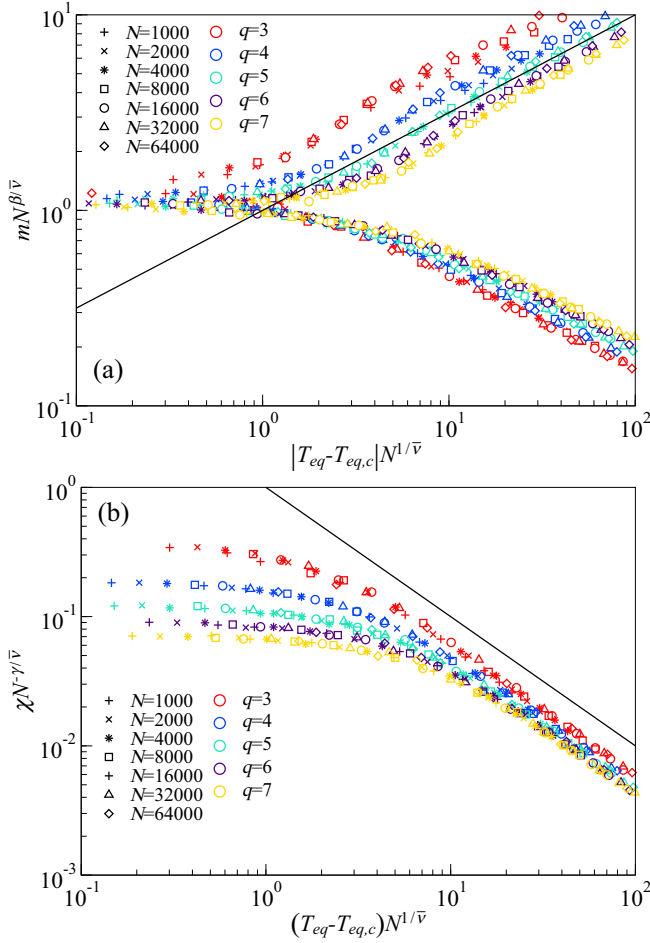 10^1
10^0
10^-1
mN^β/ν̄
N=1000
N=2000
N=4000
N=8000
N=16000
N=32000
N=64000
q=3
q=4
q=5
q=6
q=7
(a)
10^-1
10^0
10^1
10^2
|T_eq-T_eq,c|N^1/ν̄
10^0
10^-1
10^-2
10^-3
χN^-γ/ν̄
(b)
N=1000
N=2000
N=4000
N=8000
N=16000
N=32000
N=64000
q=3
q=4
q=5
q=6
q=7
10^-1
10^0
10^1
10^2
(T_eq-T_eq,c)N^1/ν̄